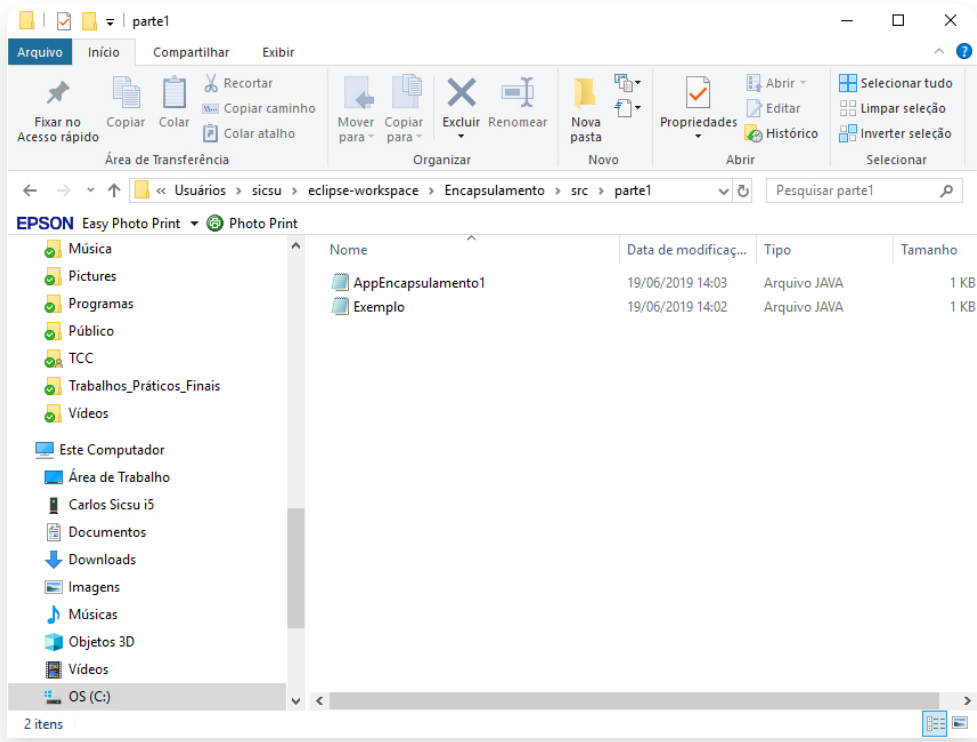 parte1
Arquivo Início Compartilhar Exibir
Fixar no Acesso rápido
Copiar
Colar
Recortar
Copiar caminho
Colar atalho
Área de Transferência
Mover para
Copiar para
Excluir
Renomear
Organizar
Nova pasta
Novo
Propriedades
Abrir
Editar
Histórico
Abrir
Selecionar tudo
Limpar seleção
Inverter seleção
Selecionar
« Usuários › sicsu › eclipse-workspace › Encapsulamento › src › parte1
Pesquisar parte1
EPSON Easy Photo Print Photo Print
Música
Pictures
Programas
Público
TCC
Trabalhos_Práticos_Finais
Vídeos
Este Computador
Área de Trabalho
Carlos Sicsu i5
Documentos
Downloads
Imagens
Músicas
Objetos 3D
Vídeos
OS (C:)
Nome Data de modificaç... Tipo Tamanho
AppEncapsulamento1 19/06/2019 14:03 Arquivo JAVA 1 KB
Exemplo 19/06/2019 14:02 Arquivo JAVA 1 KB
2 itens